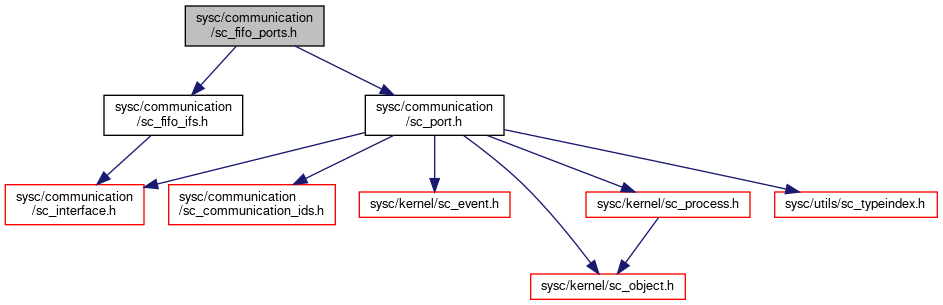 sysc/communication
/sc_fifo_ports.h
sysc/communication
/sc_fifo_ifs.h
sysc/communication
/sc_port.h
sysc/communication
/sc_interface.h
sysc/communication
/sc_communication_ids.h
sysc/kernel/sc_event.h
sysc/kernel/sc_process.h
sysc/utils/sc_typeindex.h
sysc/kernel/sc_object.h